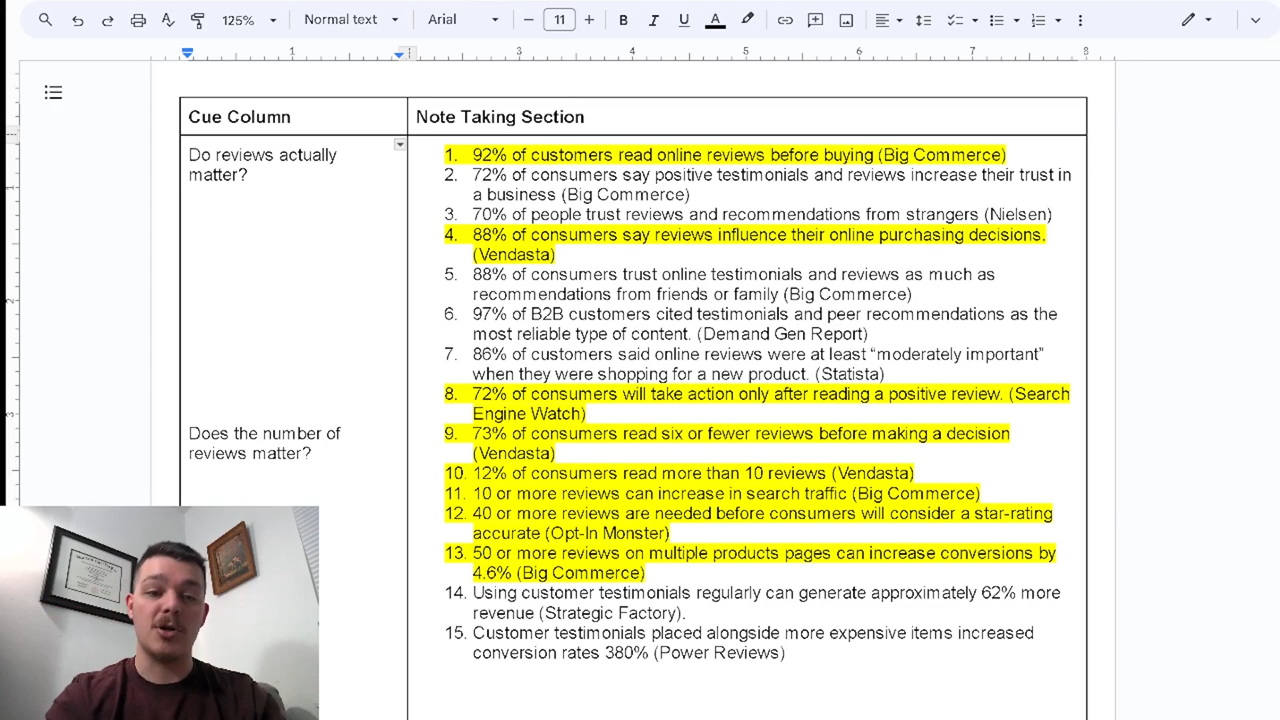 125%
Normal text
Arial
11
B I U A
1 3 4 5 6 7 8
1
2
3
Cue Column
Note Taking Section
Do reviews actually
matter?
1. 92% of customers read online reviews before buying (Big Commerce)
2. 72% of consumers say positive testimonials and reviews increase their trust in
a business (Big Commerce)
3. 70% of people trust reviews and recommendations from strangers (Nielsen)
4. 88% of consumers say reviews influence their online purchasing decisions.
(Vendasta)
5. 88% of consumers trust online testimonials and reviews as much as
recommendations from friends or family (Big Commerce)
6. 97% of B2B customers cited testimonials and peer recommendations as the
most reliable type of content. (Demand Gen Report)
7. 86% of customers said online reviews were at least “moderately important”
when they were shopping for a new product. (Statista)
8. 72% of consumers will take action only after reading a positive review. (Search
Engine Watch)
Does the number of
reviews matter?
9. 73% of consumers read six or fewer reviews before making a decision
(Vendasta)
10. 12% of consumers read more than 10 reviews (Vendasta)
11. 10 or more reviews can increase in search traffic (Big Commerce)
12. 40 or more reviews are needed before consumers will consider a star-rating
accurate (Opt-In Monster)
13. 50 or more reviews on multiple products pages can increase conversions by
4.6% (Big Commerce)
14. Using customer testimonials regularly can generate approximately 62% more
revenue (Strategic Factory).
15. Customer testimonials placed alongside more expensive items increased
conversion rates 380% (Power Reviews)